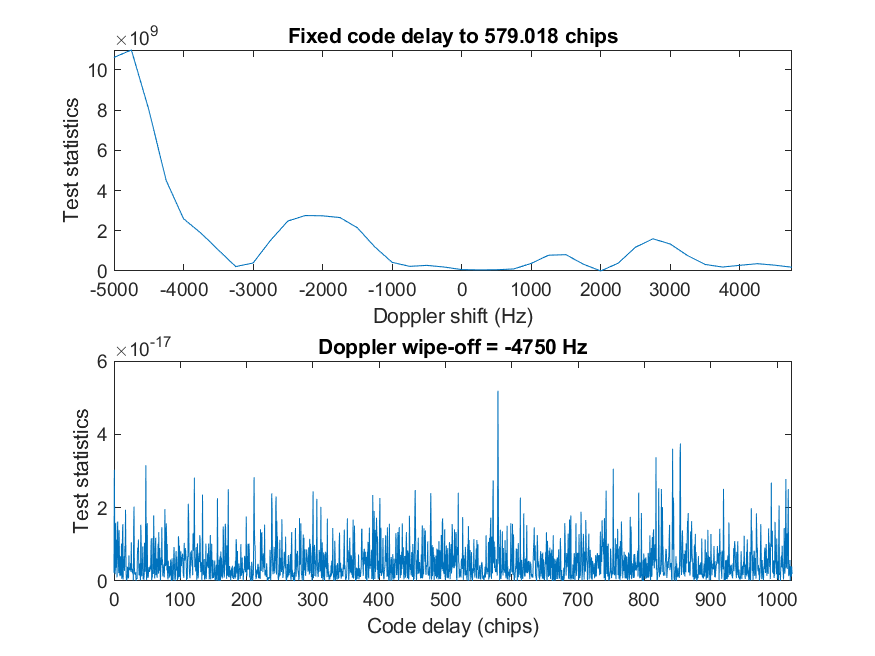 ×10^9
Fixed code delay to 579.018 chips
10
8
6
4
2
0
Test statistics
-5000 -4000 -3000 -2000 -1000 0 1000 2000 3000 4000
Doppler shift (Hz)
×10^-17
Doppler wipe-off = -4750 Hz
6
4
2
0
Test statistics
0 100 200 300 400 500 600 700 800 900 1000
Code delay (chips)